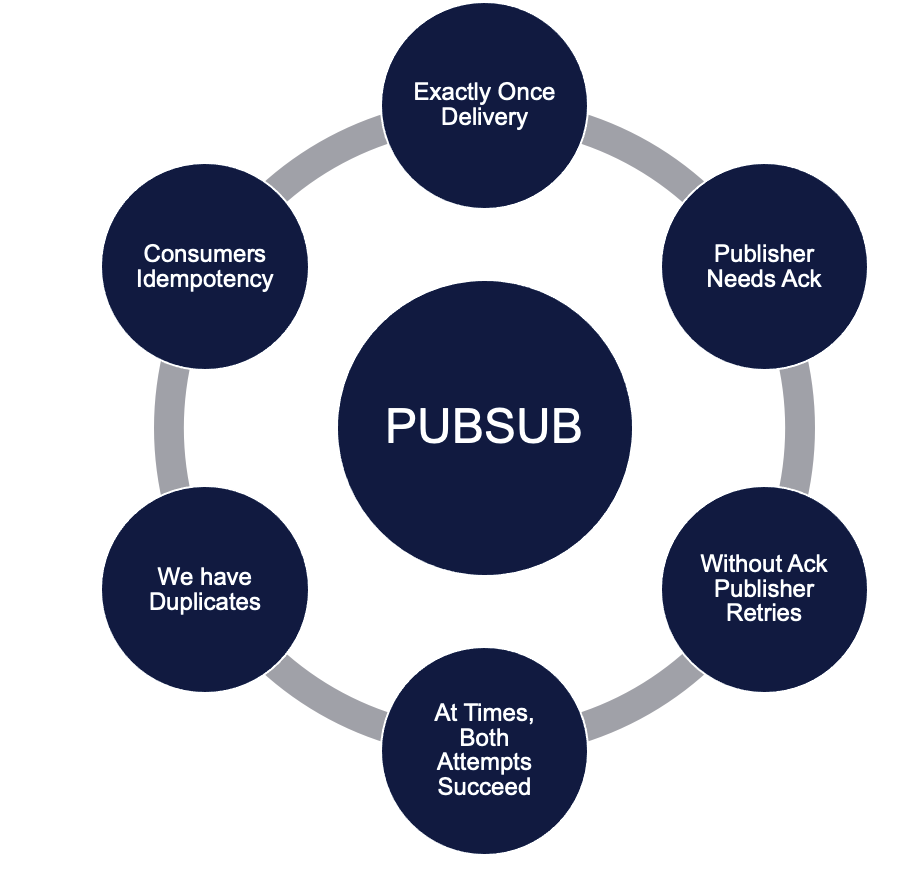 Exactly Once
Delivery
Publisher
Needs Ack
Without Ack
Publisher
Retries
At Times,
Both
Attempts
Succeed
We have
Duplicates
Consumers
Idempotency
PUBSUB